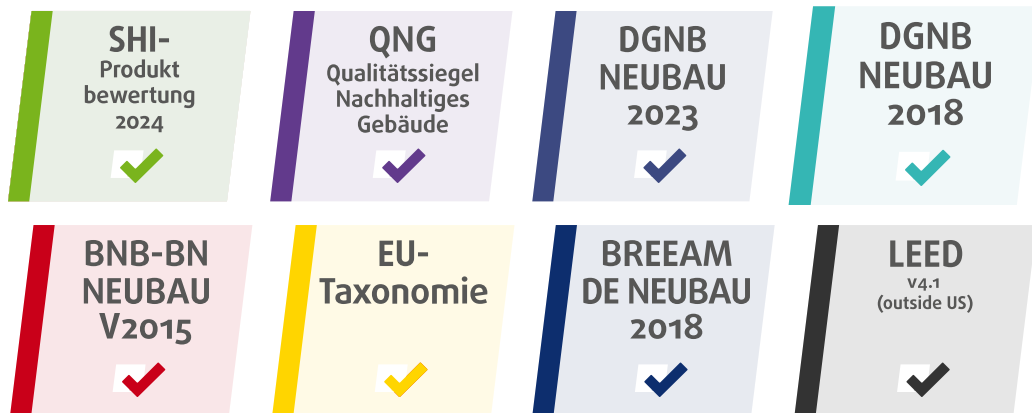 SHI-
Produkt
bewertung
2024
QNG
Qualitätssiegel
Nachhaltiges
Gebäude
DGNB
NEUBAU
2023
DGNB
NEUBAU
2018
BNB-BN
NEUBAU
V2015
EU-
Taxonomie
BREEAM
DE NEUBAU
2018
LEED
v4.1
(outside US)